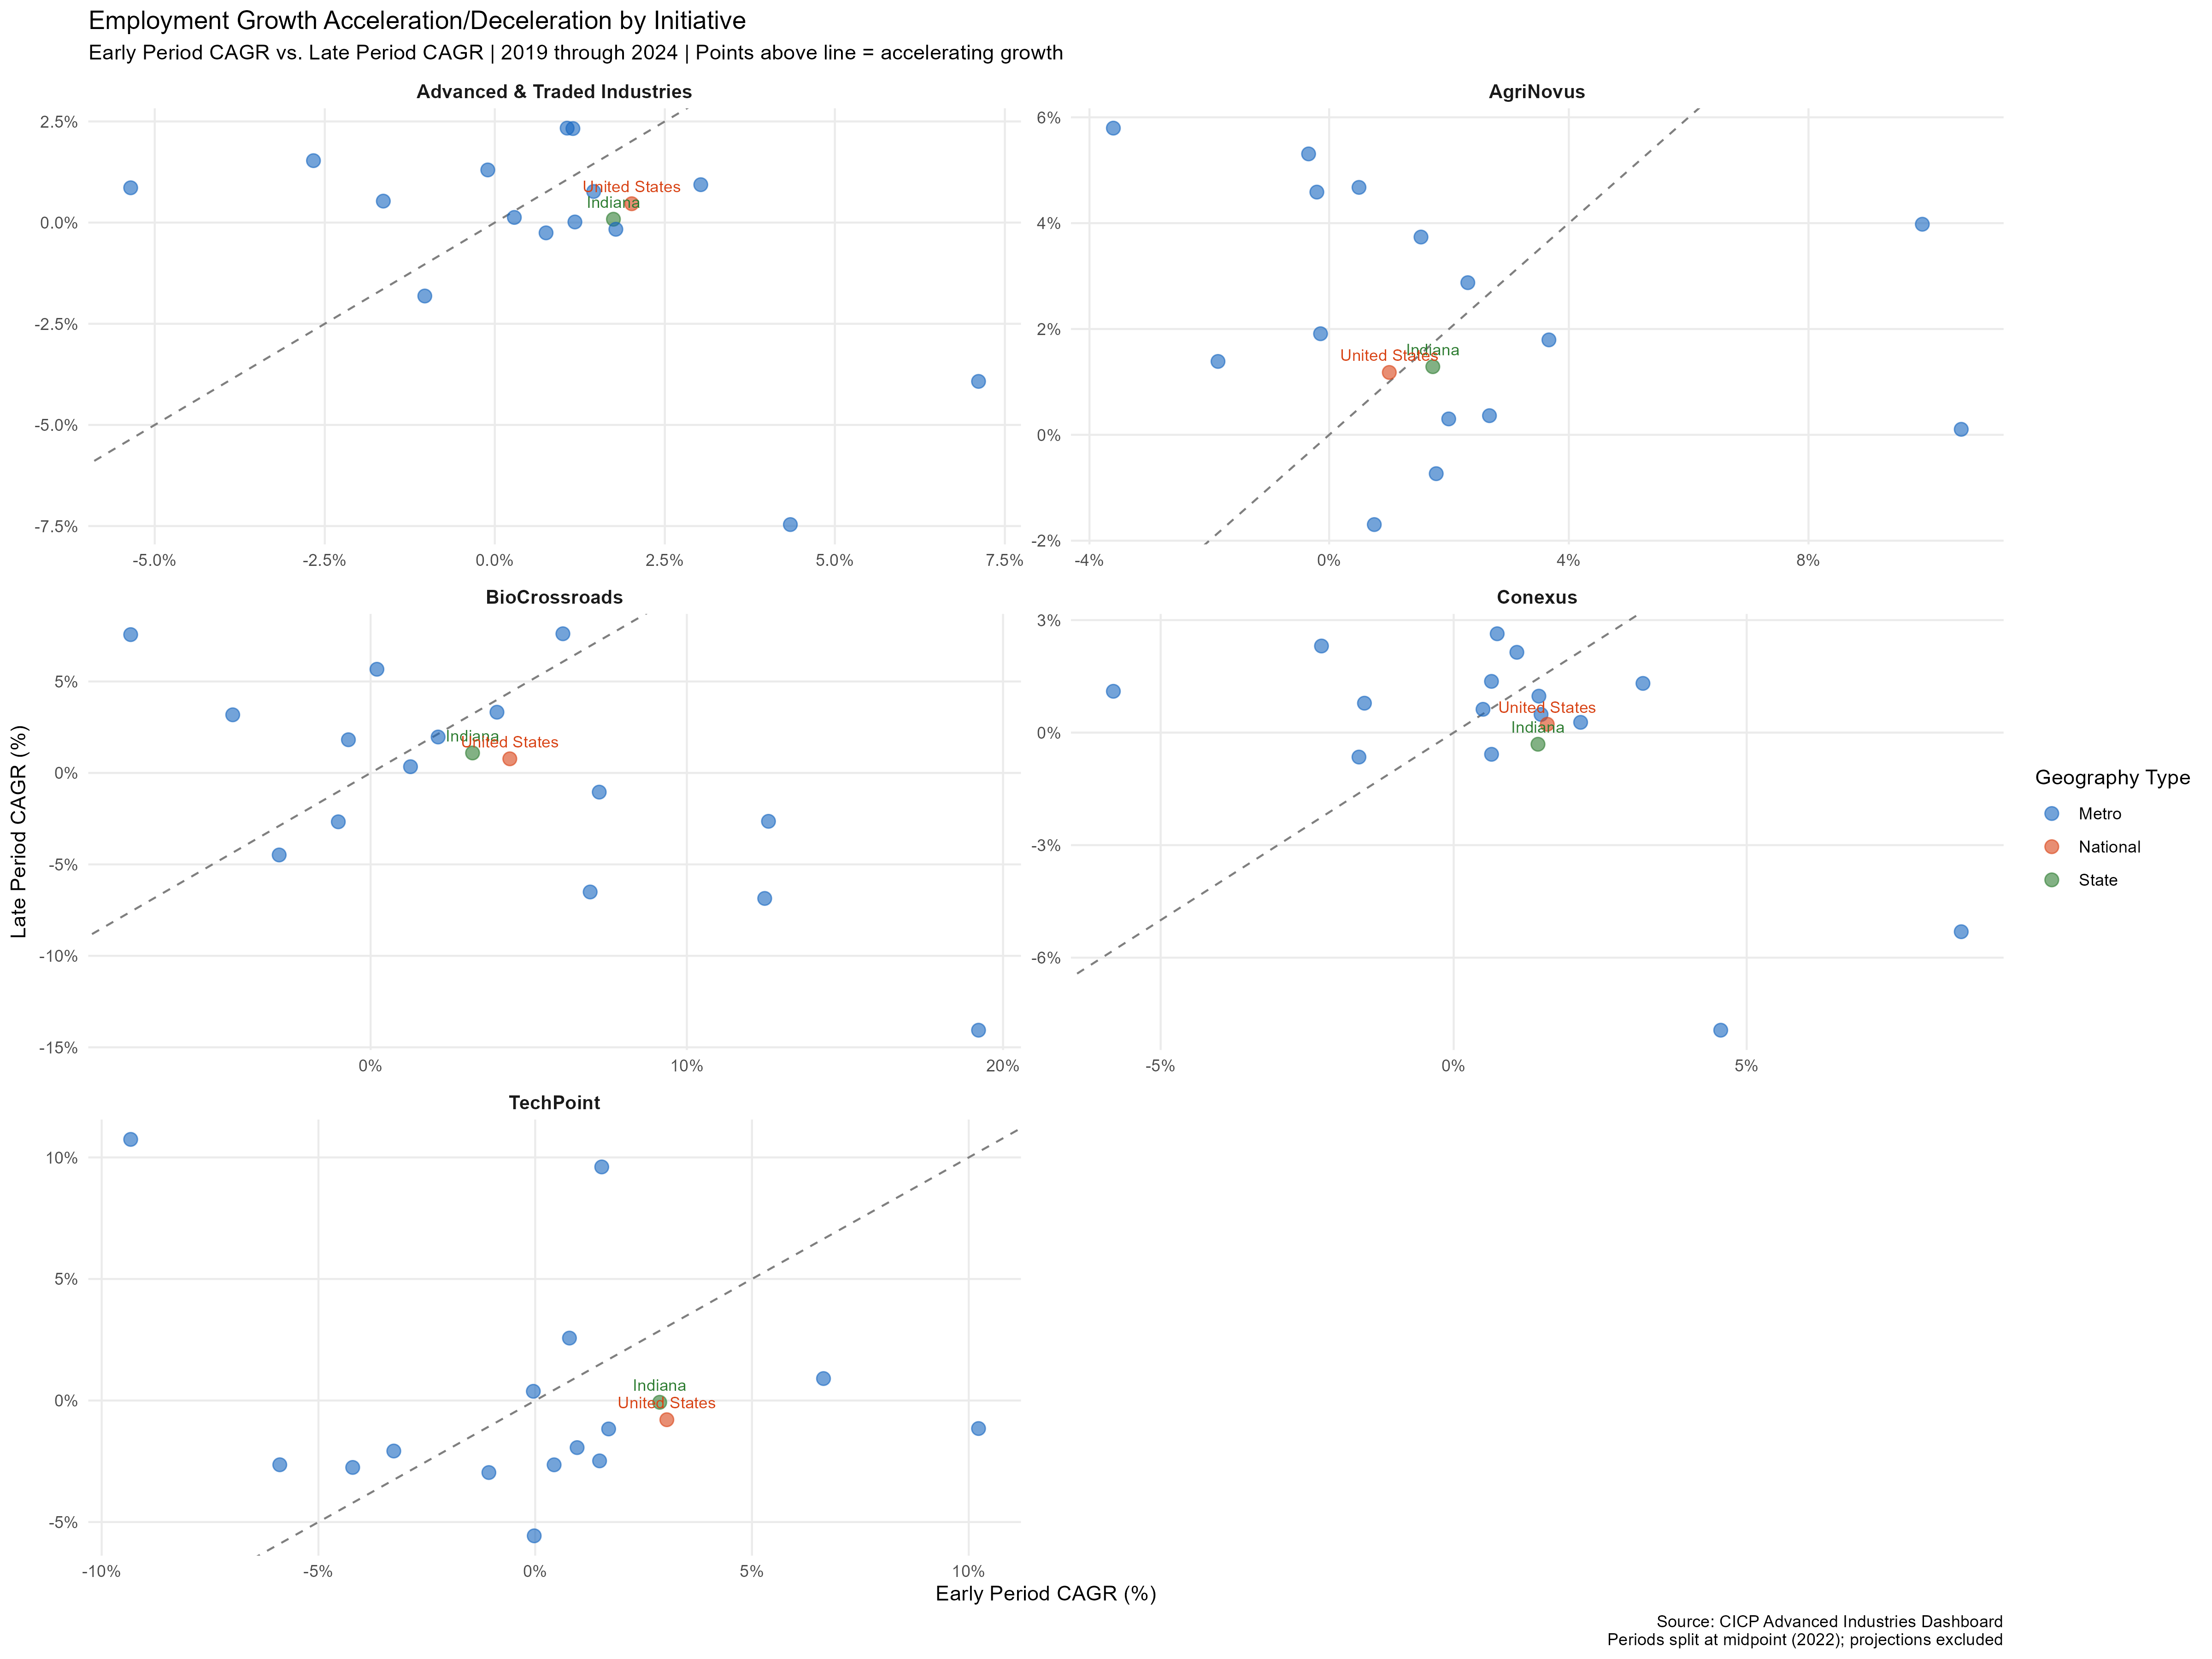 Employment Growth Acceleration/Deceleration by Initiative
Early Period CAGR vs. Late Period CAGR | 2019 through 2024 | Points above line = accelerating growth
Advanced & Traded Industries
2.5%
0.0%
-2.5%
-5.0%
-7.5%
United States
Indiana
-5.0%
-2.5%
0.0%
2.5%
5.0%
7.5%
AgriNovus
6%
4%
2%
0%
-2%
United States
Indiana
-4%
0%
4%
8%
BioCrossroads
5%
0%
-5%
-10%
-15%
Indiana
United States
0%
10%
20%
Conexus
3%
0%
-3%
-6%
United States
Indiana
-5%
0%
5%
TechPoint
10%
5%
0%
-5%
Indiana
United States
-10%
-5%
0%
5%
10%
Late Period CAGR (%)
Early Period CAGR (%)
Geography Type
Metro
National
State
Source: CICP Advanced Industries Dashboard
Periods split at midpoint (2022); projections excluded